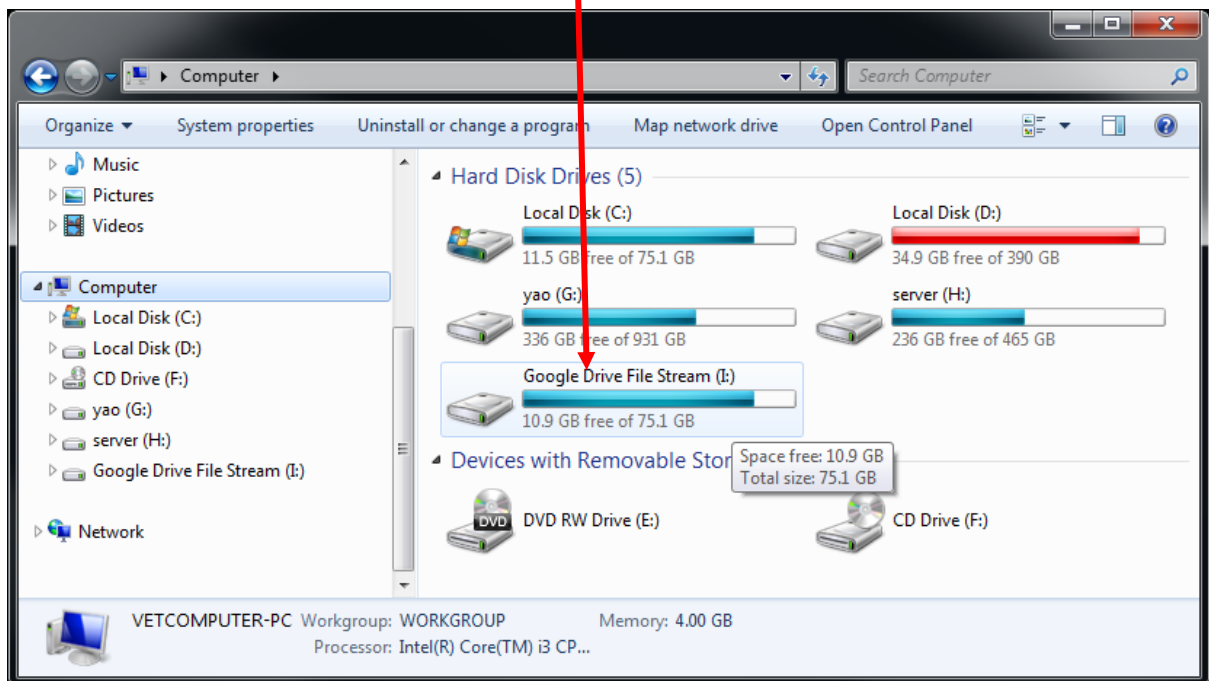 Computer
Search Computer
Organize System properties Uninstall or change a program Map network drive Open Control Panel
Music
Pictures
Videos
Computer
Local Disk (C:)
Local Disk (D:)
CD Drive (F:)
yao (G:)
server (H:)
Google Drive File Stream (I:)
Network
Hard Disk Drives (5)
Local Disk (C:)
11.5 GB free of 75.1 GB
Local Disk (D:)
34.9 GB free of 390 GB
yao (G:)
336 GB free of 931 GB
server (H:)
236 GB free of 465 GB
Google Drive File Stream (I:)
10.9 GB free of 75.1 GB
Space free: 10.9 GB
Total size: 75.1 GB
Devices with Removable Stor
DVD
DVD RW Drive (E:)
CD Drive (F:)
VETCOMPUTER-PC Workgroup: WORKGROUP Memory: 4.00 GB
Processor: Intel(R) Core(TM) i3 CP...